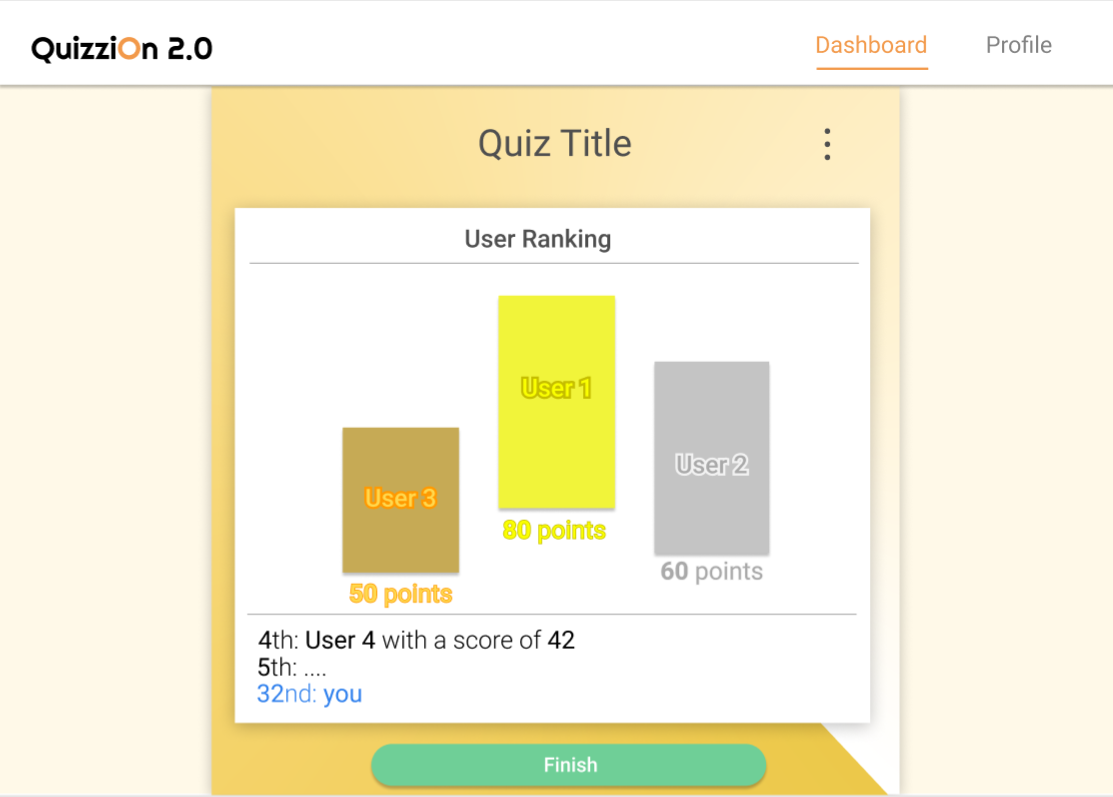 QuizziOn 2.0
Dashboard
Profile
Quiz Title
User Ranking
User 1
User 2
User 3
80 points
60 points
50 points
4th: User 4 with a score of 42
5th: ....
32nd: you
Finish